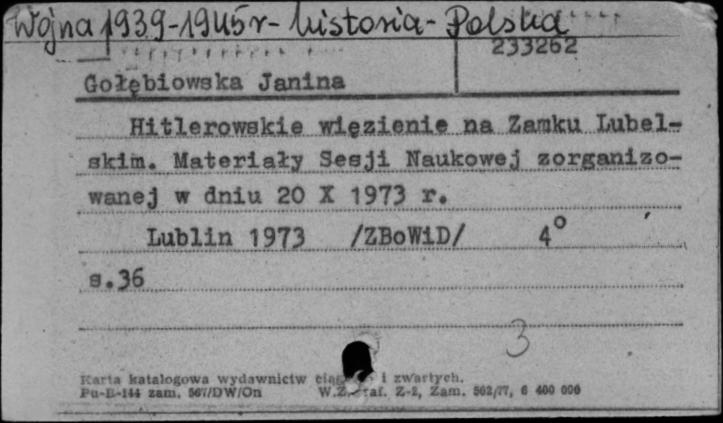 Wojna 1939-1945 r - historia - Polska
233262
Gołębiowska Janina
Hitlerowskie więzienie na Zamku Lubel-
skim. Materiały Sesji Naukowej zorganizo-
wanej w dniu 20 X 1973 r.
Lublin 1973 /ZBoWiD/ 4°
s.36
3
Karta katalogowa wydawnictw i zwartych.
Pu-B-144 zam. 567/DW/On Z-2, Zam. 562/77, 6 400 000